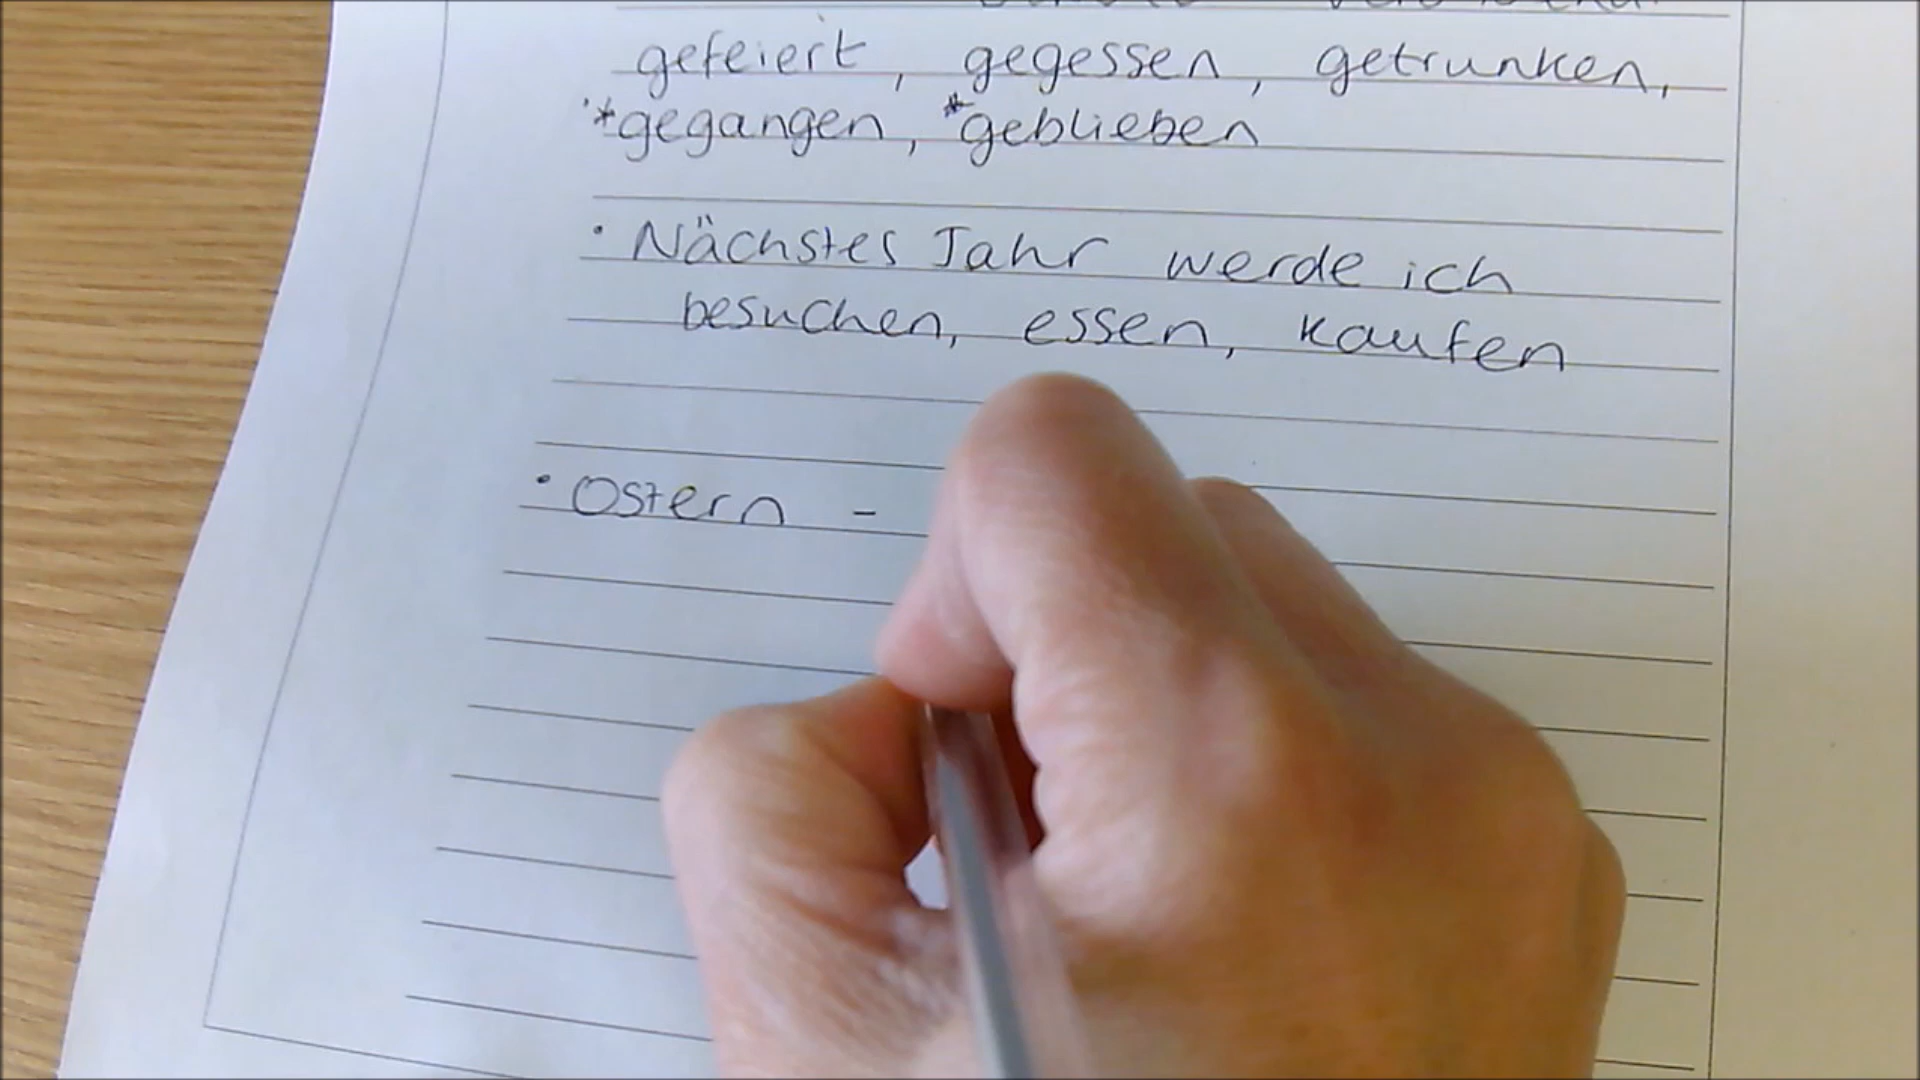 gefeiert, gegessen, getrunken,
*gegangen, *geblieben
• Nächstes Jahr werde ich
besuchen, essen, kaufen
• Ostern -